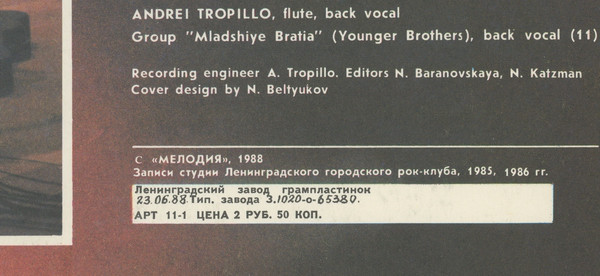 ANDREI TROPILLO, flute, back vocal
Group "Mladshiye Bratia" (Younger Brothers), back vocal (11)
Recording engineer A. Tropillo. Editors N. Baranovskaya, N. Katzman
Cover design by N. Beltyukov
С «МЕЛОДИЯ», 1988
Записи студии Ленинградского городского рок-клуба, 1985, 1986 гг.
Ленинградский завод грампластинок
23.06.88. Тип. завода З.1020-о-65380.
АРТ 11-1 ЦЕНА 2 РУБ. 50 КОП.